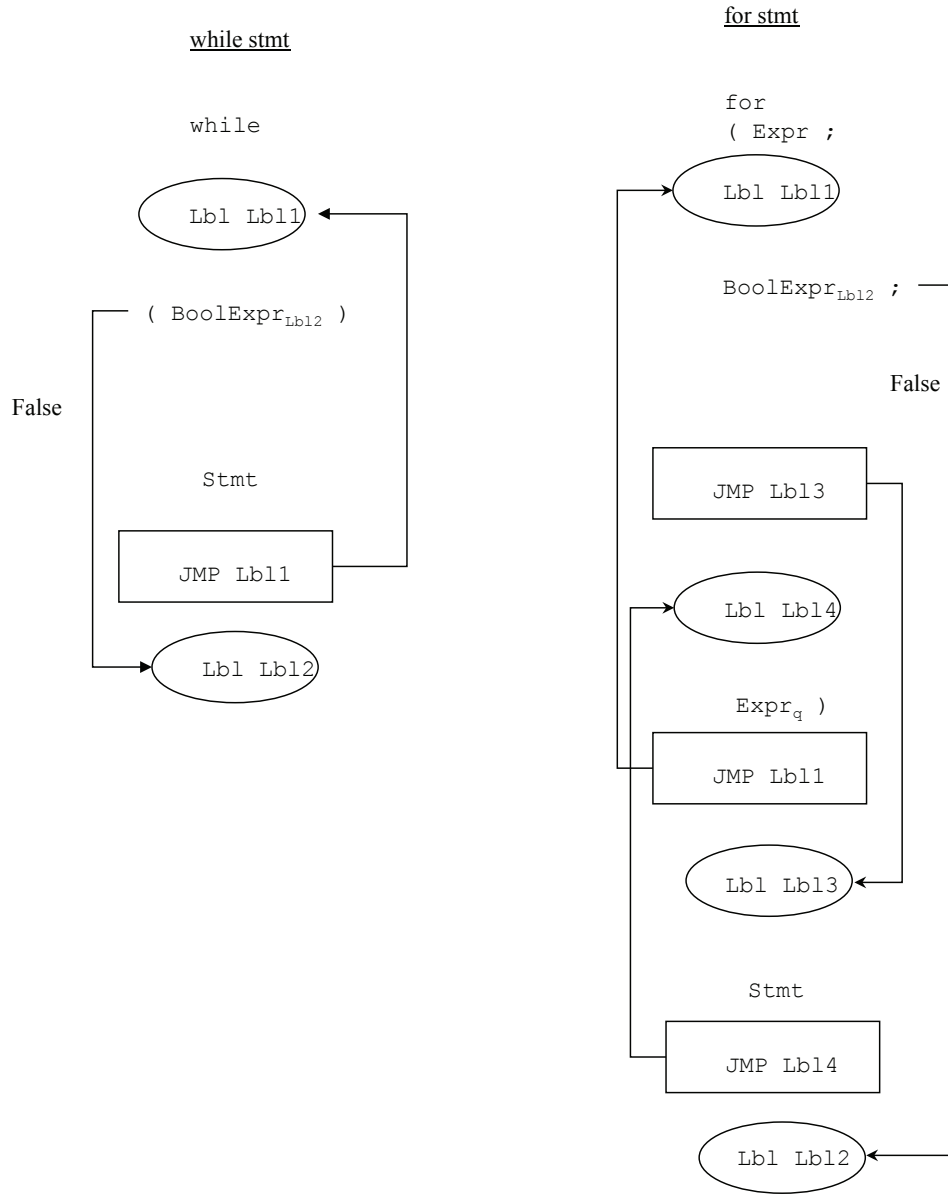 while stmt
while
Lbl Lbl1
( BoolExprLbl2 )
False
Stmt
JMP Lbl1
Lbl Lbl2
for stmt
for
( Expr ;
Lbl Lbl1
BoolExprLbl2 ;
False
JMP Lbl3
Lbl Lbl4
Exprq )
JMP Lbl1
Lbl Lbl3
Stmt
JMP Lbl4
Lbl Lbl2